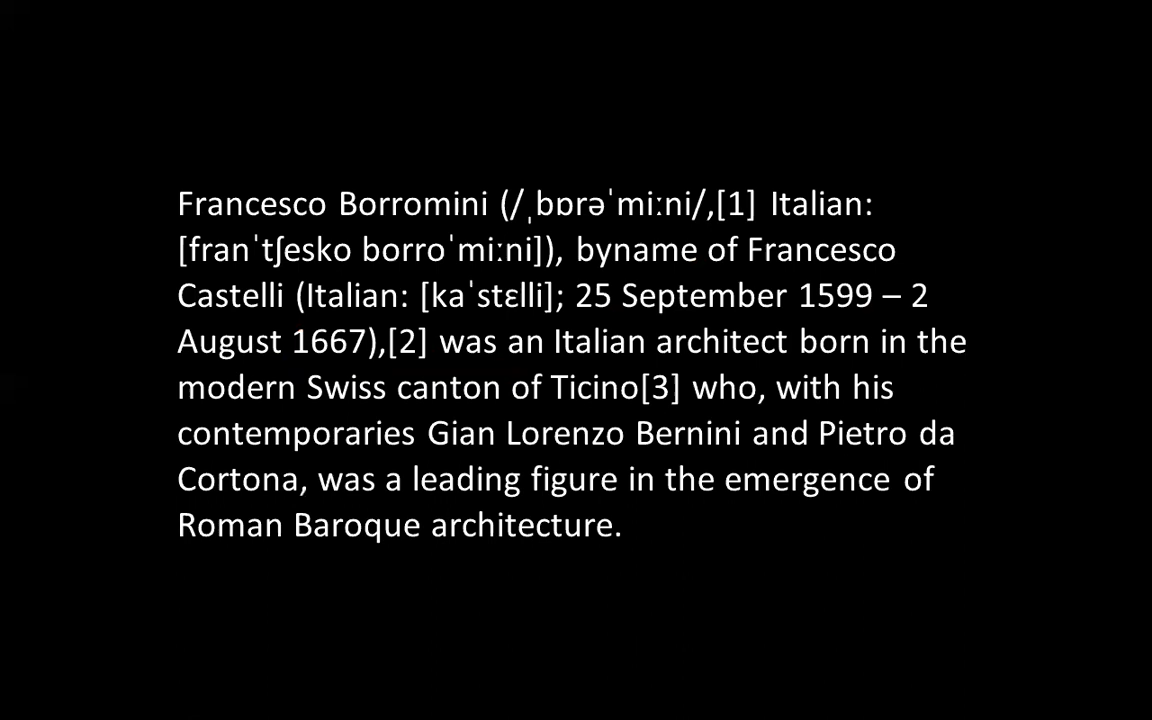 Francesco Borromini (/ˌbɒrəˈmiːni/,[1] Italian:
[franˈtʃesko borroˈmiːni]), byname of Francesco
Castelli (Italian: [kaˈstɛlli]; 25 September 1599 – 2
August 1667),[2] was an Italian architect born in the
modern Swiss canton of Ticino[3] who, with his
contemporaries Gian Lorenzo Bernini and Pietro da
Cortona, was a leading figure in the emergence of
Roman Baroque architecture.